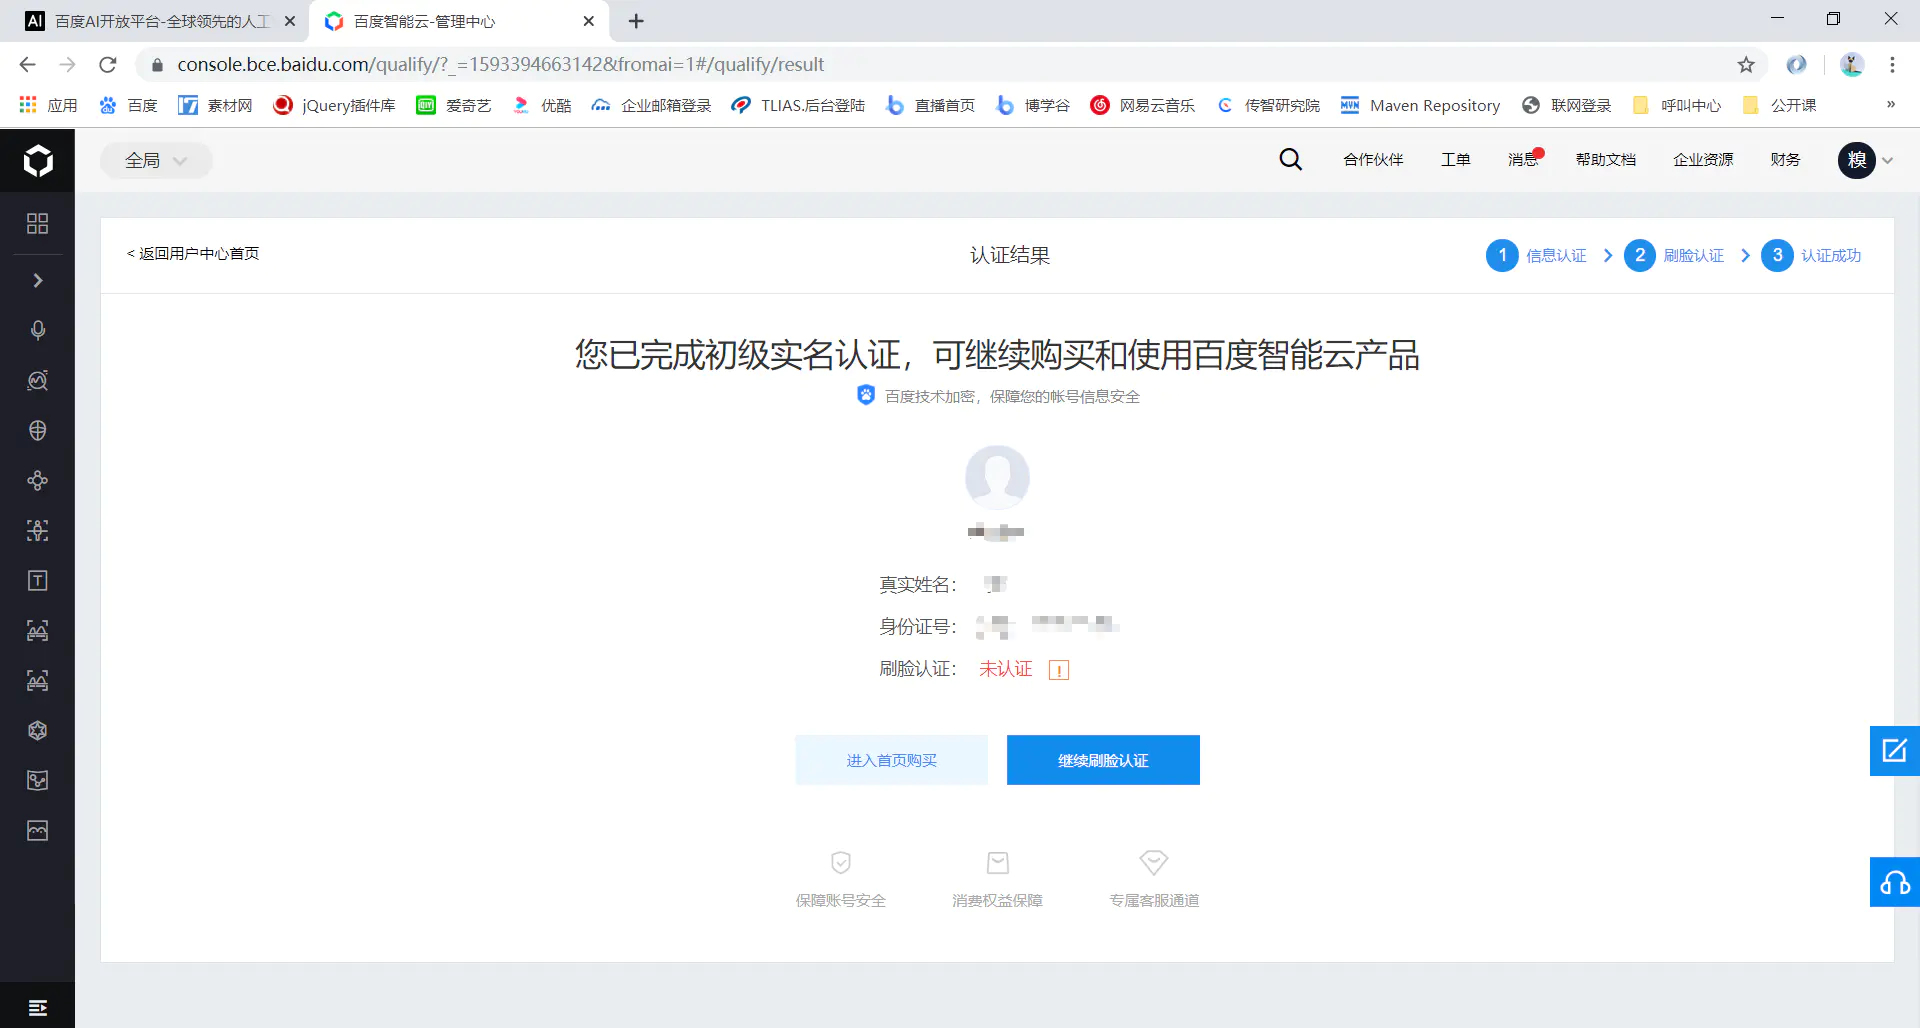 AI 百度AI开放平台-全球领先的人工
百度智能云-管理中心
console.bce.baidu.com/qualify/?_=1593394663142&fromai=1#/qualify/result
应用 百度 素材网 jQuery插件库 爱奇艺 优酷 企业邮箱登录 TLIAS.后台登陆 直播首页 博学谷 网易云音乐 传智研究院 Maven Repository 联网登录 呼叫中心 公开课 »
全局 合作伙伴 工单 消息 帮助文档 企业资源 财务 糗
< 返回用户中心首页 认证结果 1 信息认证 2 刷脸认证 3 认证成功
您已完成初级实名认证，可继续购买和使用百度智能云产品
百度技术加密，保障您的帐号信息安全
真实姓名：
身份证号：
刷脸认证： 未认证 !
进入首页购买 继续刷脸认证
保障账号安全 消费权益保障 专属客服通道